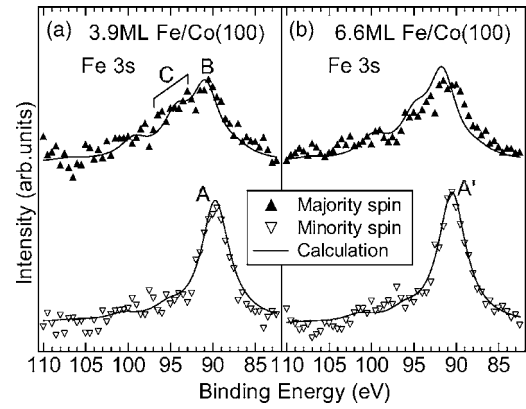 (a) 3.9ML Fe/Co(100)
Fe 3s
C
B
A
(b) 6.6ML Fe/Co(100)
Fe 3s
A'
Majority spin
Minority spin
Calculation
Intensity (arb.units)
110 105 100 95 90 85
110 105 100 95 90 85
Binding Energy (eV)